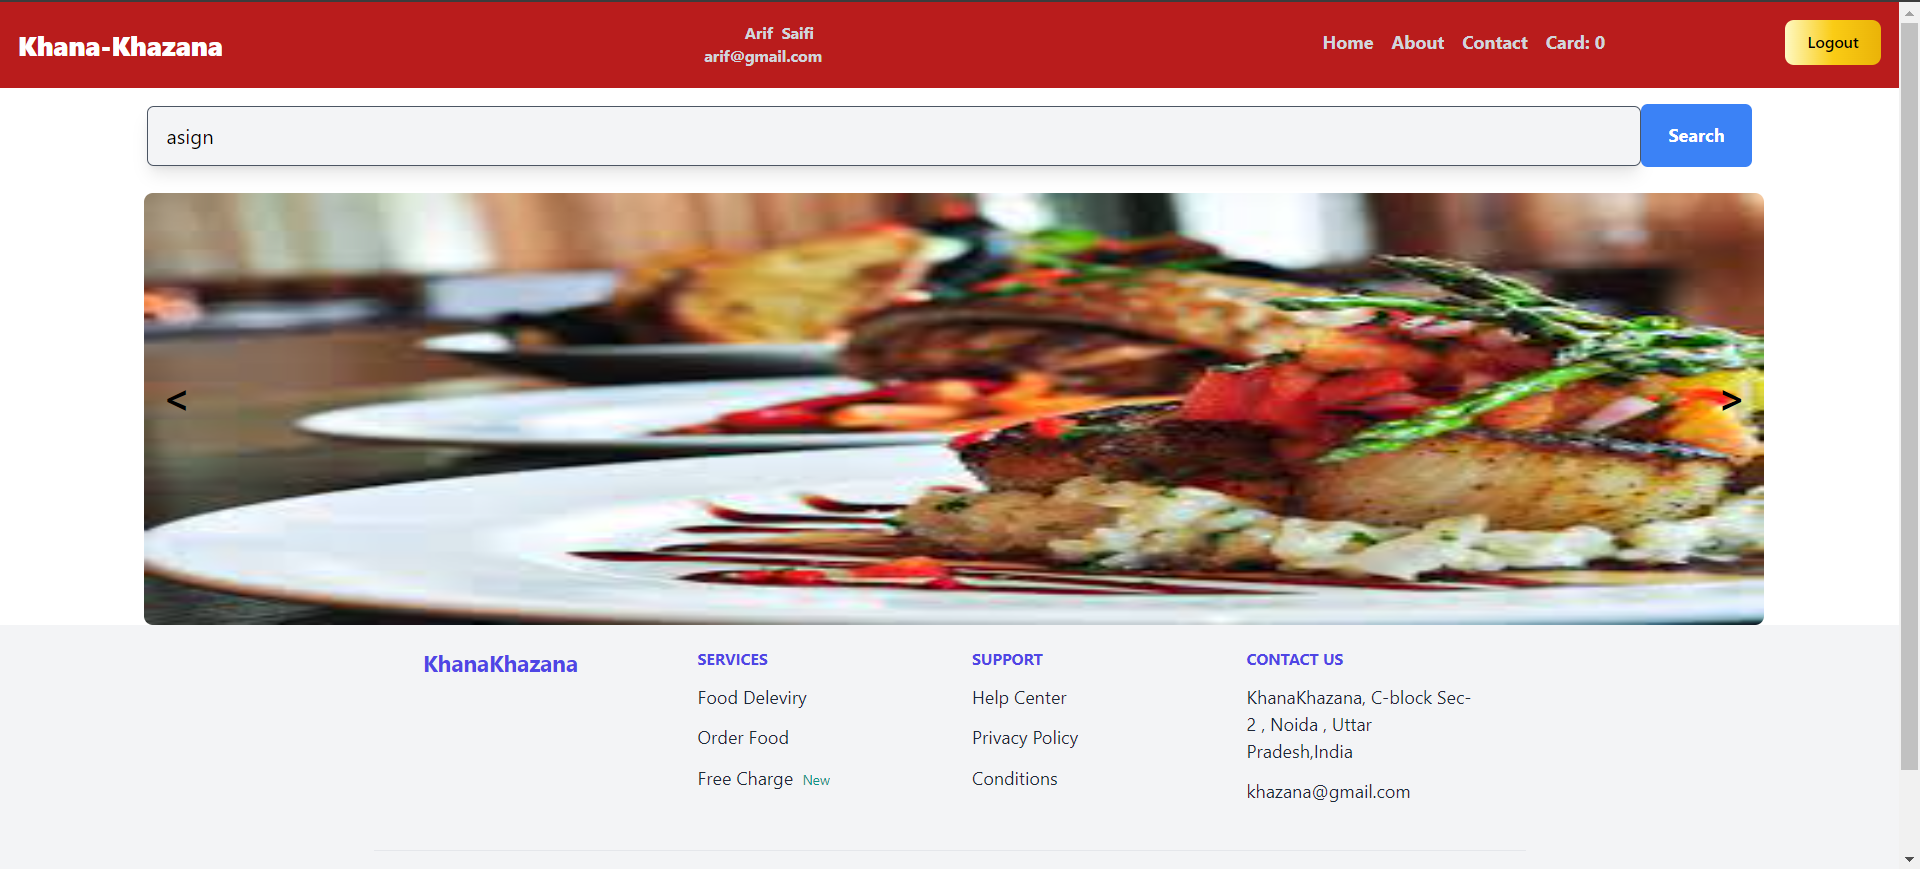 Khana-Khazana
Arif Saifi
arif@gmail.com
Home About Contact Card: 0
Logout
asign
Search
<
>
KhanaKhazana
SERVICES
Food Deleviry
Order Food
Free Charge New
SUPPORT
Help Center
Privacy Policy
Conditions
CONTACT US
KhanaKhazana, C-block Sec-
2 , Noida , Uttar
Pradesh,India
khazana@gmail.com